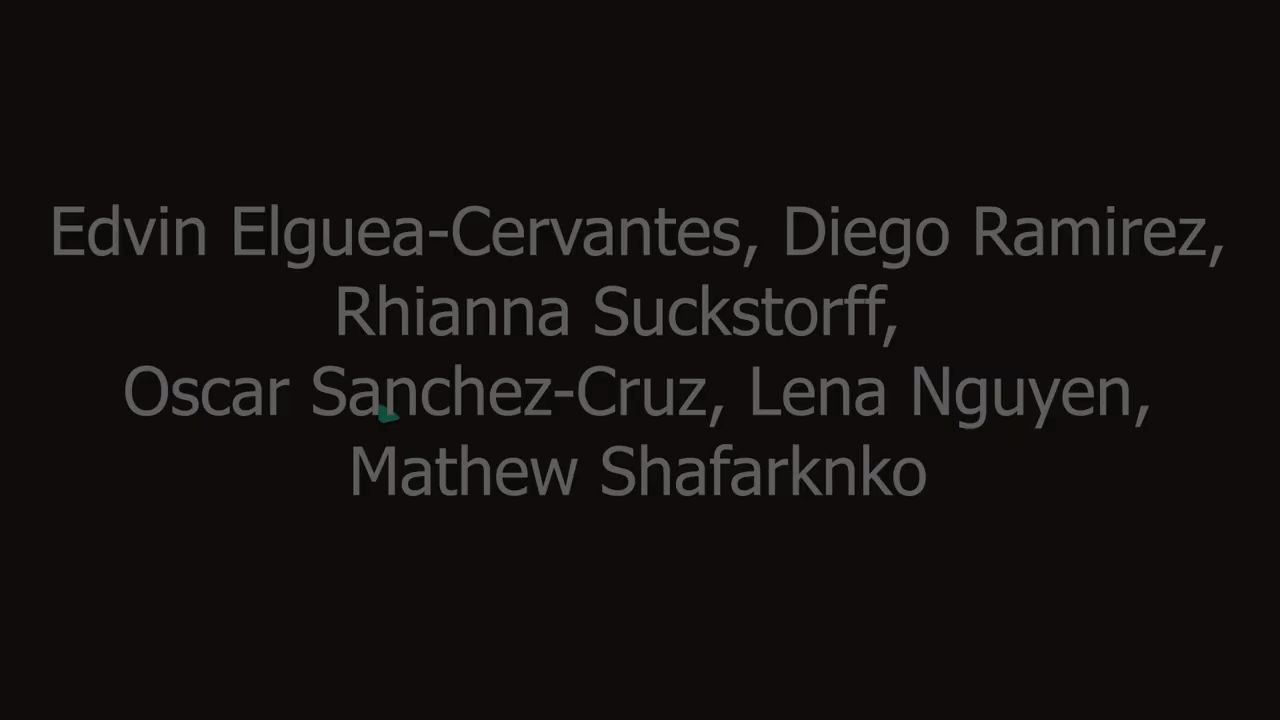 Edvin Elguea-Cervantes, Diego Ramirez,
Rhianna Suckstorff,
Oscar Sanchez-Cruz, Lena Nguyen,
Mathew Shafarknko